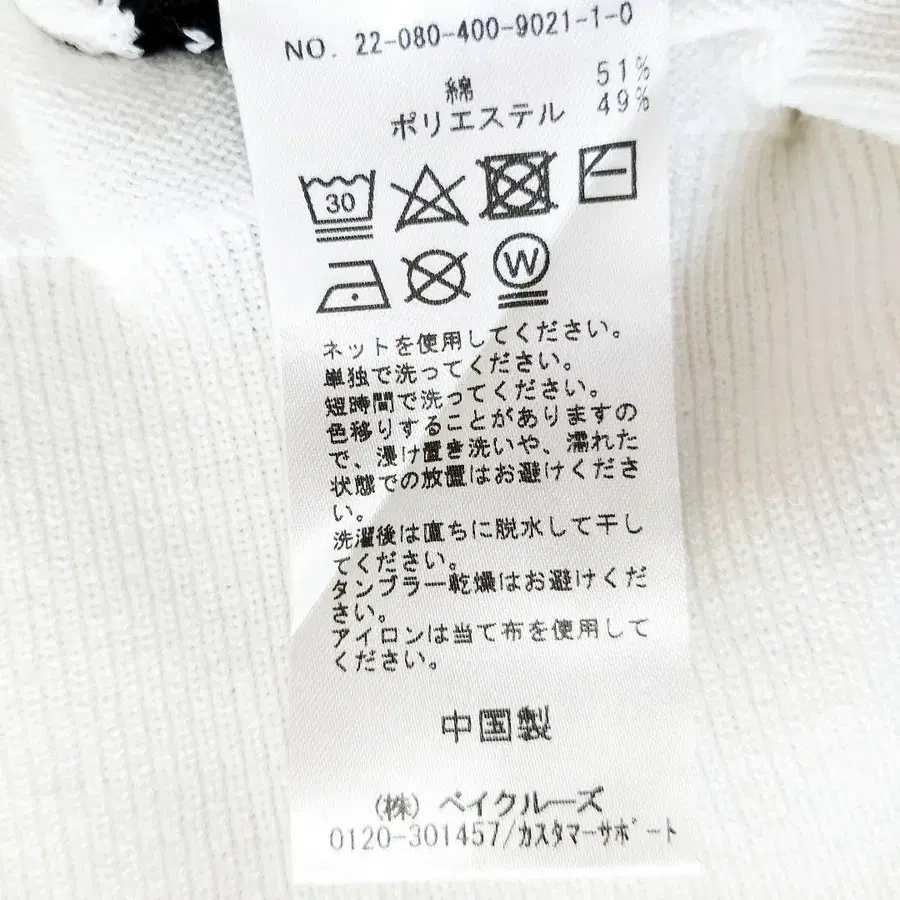 NO. 22-080-400-9021-1-0
綿 51%
ポリエステル 49%
30
W
ネットを使用してください。
単独で洗ってください。
短時間で洗ってください。
色移りすることがありますの
で、浸け置き洗いや、濡れた
状態での放置はお避けくださ
い。
洗濯後は直ちに脱水して干し
てください。
タンブラー乾燥はお避けくだ
さい。
アイロンは当て布を使用して
ください。
中国製
(株) ベイクルーズ
0120-301457/カスタマーサポート